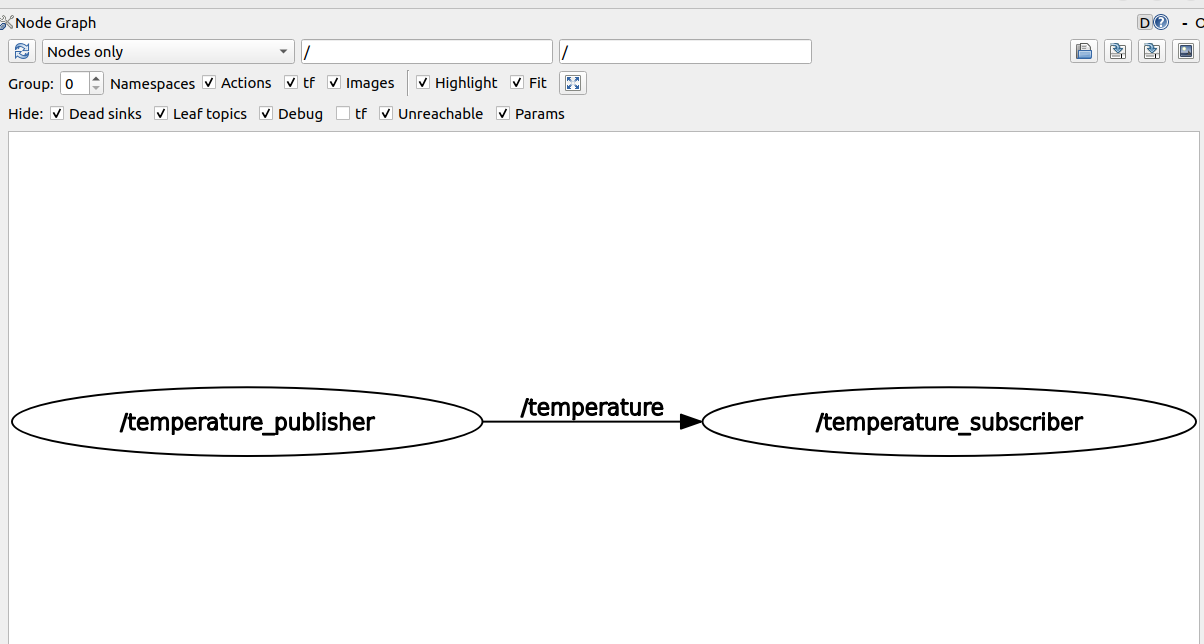 Node Graph D ? - O
Nodes only / /
Group: 0 Namespaces Actions tf Images Highlight Fit
Hide: Dead sinks Leaf topics Debug tf Unreachable Params
/temperature_publisher /temperature /temperature_subscriber